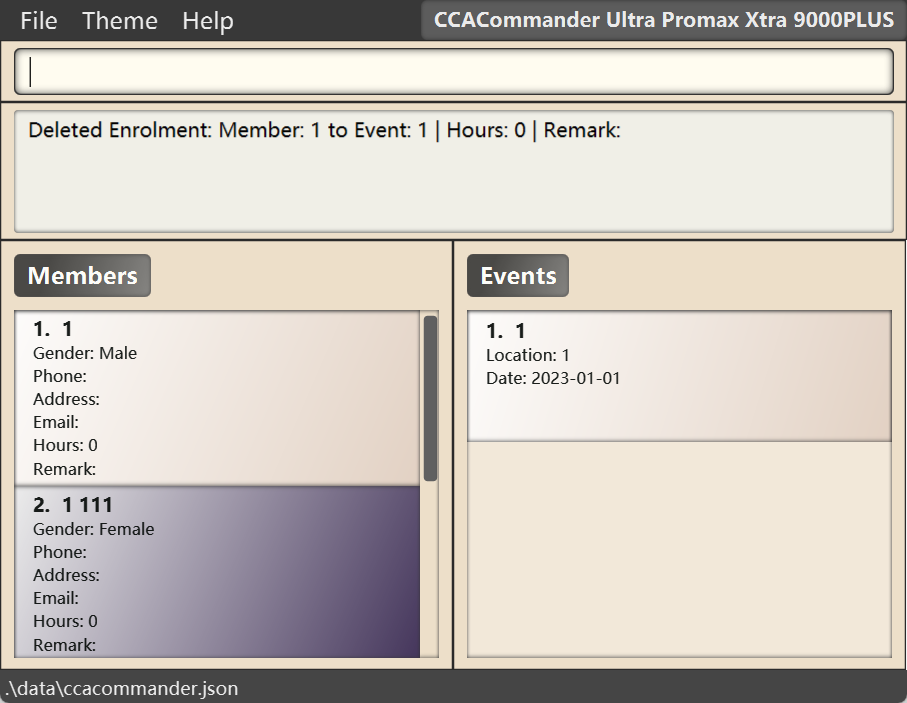 File Theme Help CCACommander Ultra Promax Xtra 9000PLUS
Deleted Enrolment: Member: 1 to Event: 1 | Hours: 0 | Remark:
Members
1. 1
Gender: Male
Phone:
Address:
Email:
Hours: 0
Remark:
2. 1 111
Gender: Female
Phone:
Address:
Email:
Hours: 0
Remark:
Events
1. 1
Location: 1
Date: 2023-01-01
.\data\ccacommander.json